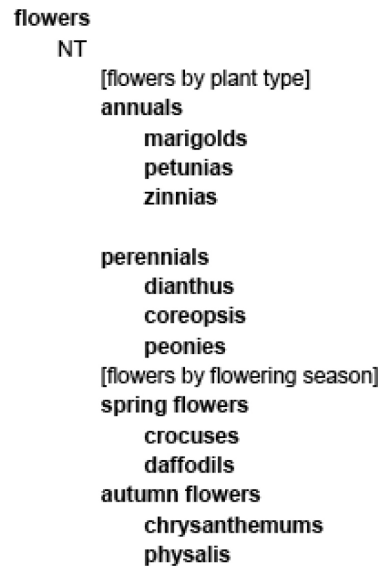 flowers
NT
[flowers by plant type]
annuals
marigolds
petunias
zinnias
perennials
dianthus
coreopsis
peonies
[flowers by flowering season]
spring flowers
crocuses
daffodils
autumn flowers
chrysanthemums
physalis